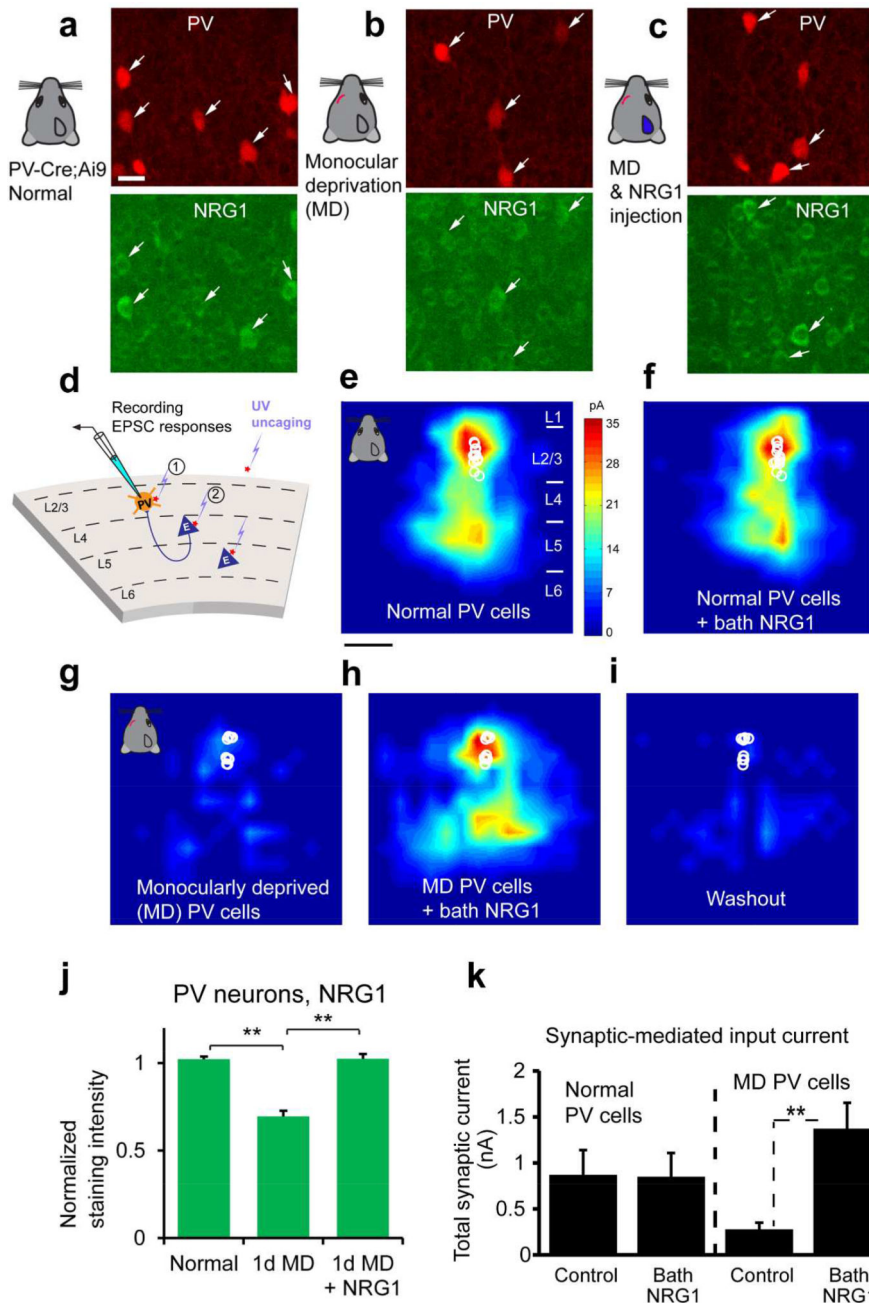 a
PV
PV-Cre;Ai9
Normal
NRG1
b
PV
Monocular
deprivation
(MD)
NRG1
c
PV
MD
& NRG1
injection
NRG1
d
Recording
EPSC responses
UV
uncaging
1
2
PV
E
E
L2/3
L4
L5
L6
e
L1
L2/3
L4
L5
L6
Normal PV cells
pA
35
28
21
14
7
0
f
Normal PV cells
+ bath NRG1
g
Monocularly deprived
(MD) PV cells
h
MD PV cells
+ bath NRG1
i
Washout
j
PV neurons, NRG1
**
**
Normalized
staining intensity
1
0.5
0
Normal
1d MD
1d MD
+ NRG1
k
Synaptic-mediated input current
Total synaptic current
(nA)
2
1.5
1
0.5
0
Normal
PV cells
MD PV cells
**
Control
Bath
NRG1
Control
Bath
NRG1